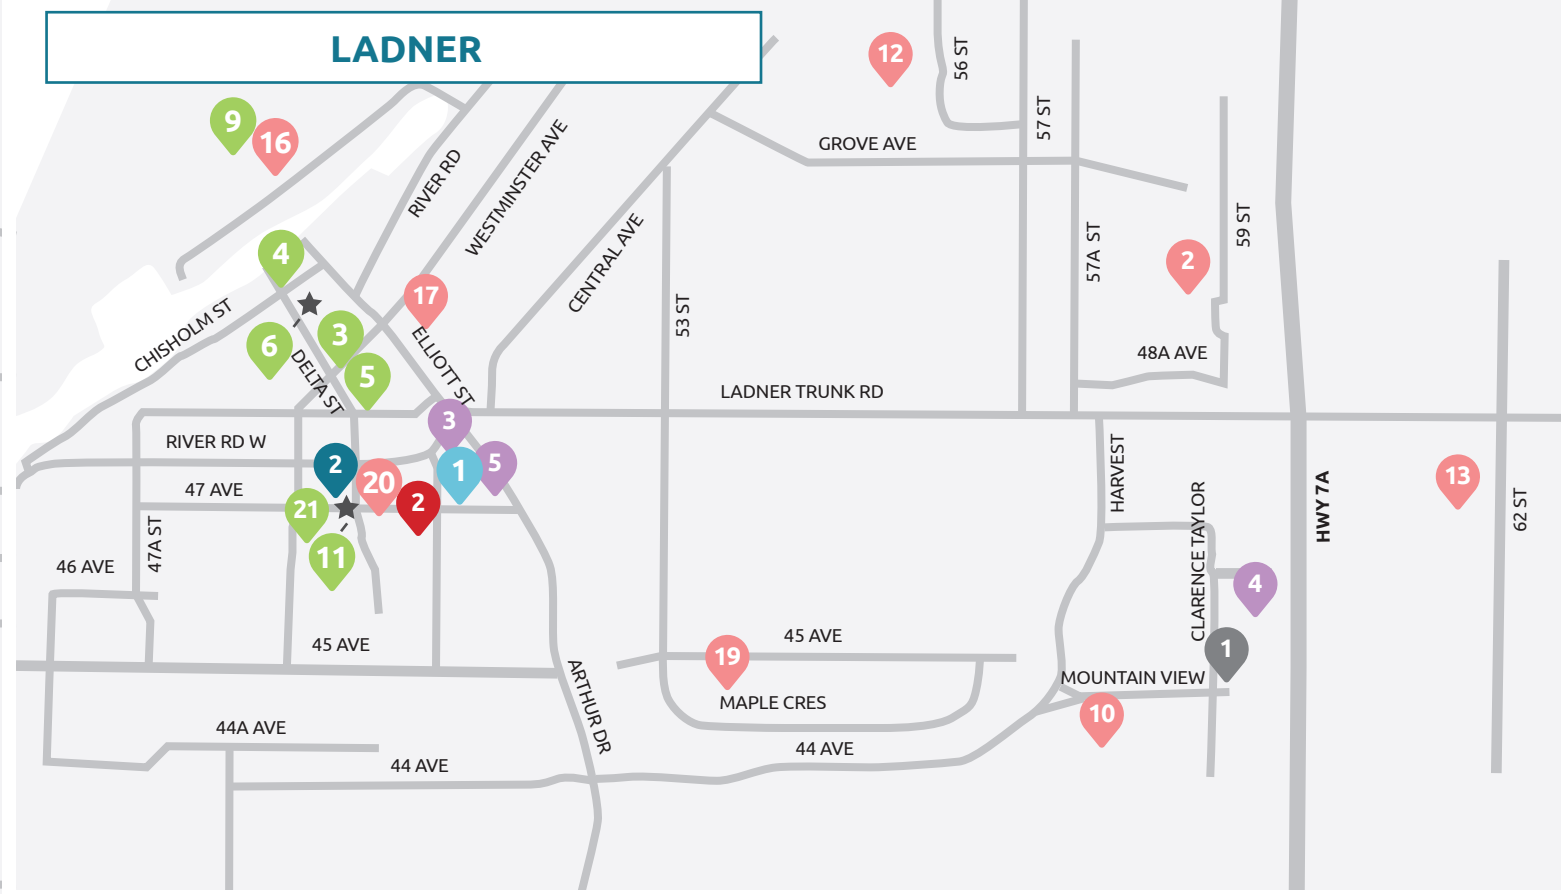 LADNER
12
56 ST
9
16
57 ST
GROVE AVE
RIVER RD
WESTMINSTER AVE
4
CENTRAL AVE
57A ST
59 ST
2
17
CHISHOLM ST
6
3
5
DELTA ST
ELLIOTT ST
53 ST
48A AVE
LADNER TRUNK RD
3
RIVER RD W
2
20
1
5
HARVEST
13
47 AVE
21
2
CLARENCE TAYLOR
HWY 7A
62 ST
47A ST
11
46 AVE
4
45 AVE
45 AVE
19
1
ARTHUR DR
MOUNTAIN VIEW
MAPLE CRES
10
44A AVE
44 AVE
44 AVE